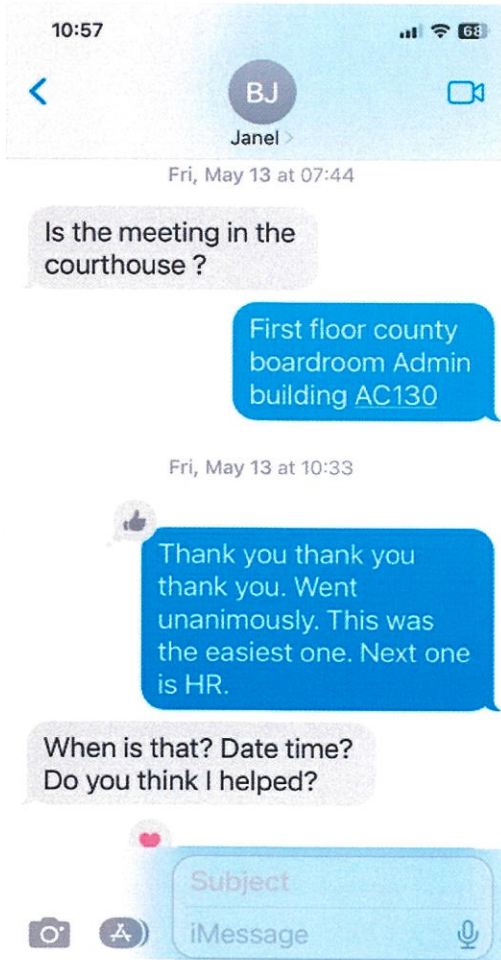 10:57
68
BJ
Janel
Fri, May 13 at 07:44
Is the meeting in the
courthouse ?
First floor county
boardroom Admin
building AC130
Fri, May 13 at 10:33
Thank you thank you
thank you. Went
unanimously. This was
the easiest one. Next one
is HR.
When is that? Date time?
Do you think I helped?
Subject
iMessage